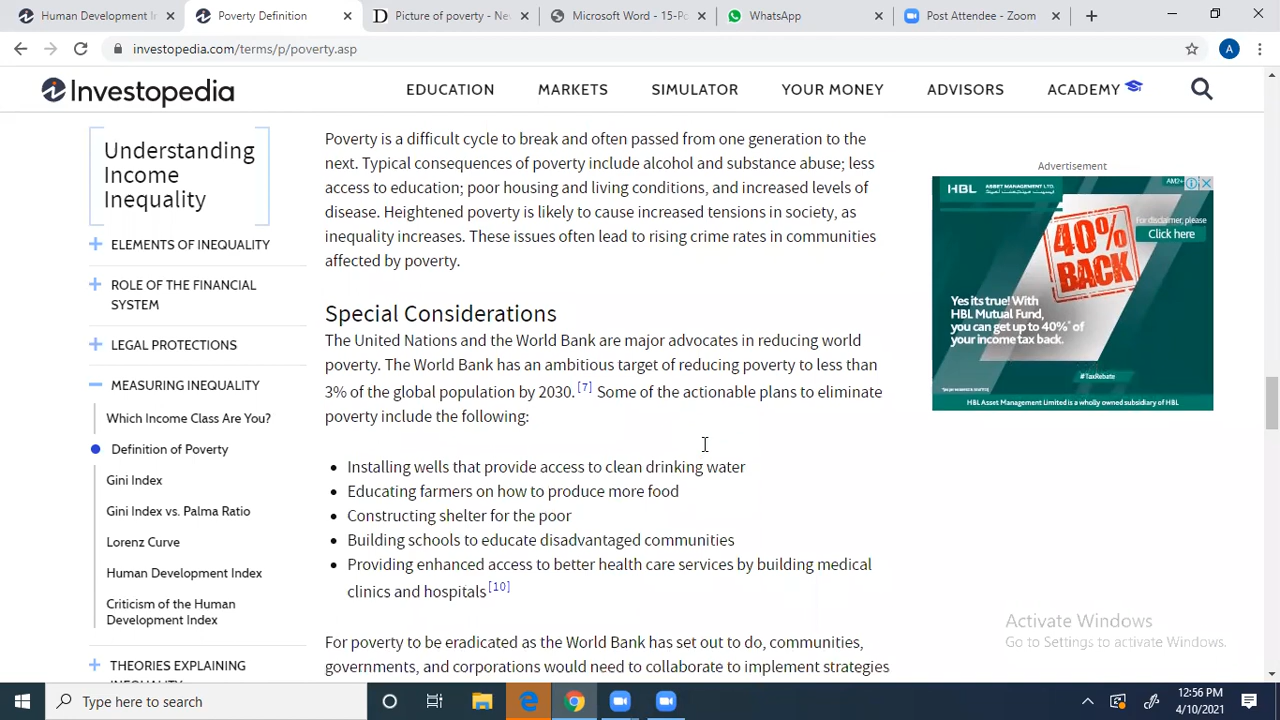 Human Development I
Poverty Definition
Picture of poverty - Ne
Microsoft Word - 15-Po
WhatsApp
Post Attendee - Zoom
investopedia.com/terms/p/poverty.asp
A
Investopedia
EDUCATION
MARKETS
SIMULATOR
YOUR MONEY
ADVISORS
ACADEMY
Understanding
Income
Inequality
ELEMENTS OF INEQUALITY
ROLE OF THE FINANCIAL
SYSTEM
LEGAL PROTECTIONS
MEASURING INEQUALITY
Which Income Class Are You?
Definition of Poverty
Gini Index
Gini Index vs. Palma Ratio
Lorenz Curve
Human Development Index
Criticism of the Human
Development Index
THEORIES EXPLAINING
Poverty is a difficult cycle to break and often passed from one generation to the
next. Typical consequences of poverty include alcohol and substance abuse; less
access to education; poor housing and living conditions, and increased levels of
disease. Heightened poverty is likely to cause increased tensions in society, as
inequality increases. These issues often lead to rising crime rates in communities
affected by poverty.
Special Considerations
The United Nations and the World Bank are major advocates in reducing world
poverty. The World Bank has an ambitious target of reducing poverty to less than
3% of the global population by 2030. [7] Some of the actionable plans to eliminate
poverty include the following:
Installing wells that provide access to clean drinking water
Educating farmers on how to produce more food
Constructing shelter for the poor
Building schools to educate disadvantaged communities
Providing enhanced access to better health care services by building medical
clinics and hospitals [10]
For poverty to be eradicated as the World Bank has set out to do, communities,
governments, and corporations would need to collaborate to implement strategies
Advertisement
HBL ASSET MANAGEMENT LTD.
AM2+
For disclaimer, please
Click here
40%
BACK
Yes its true! With
HBL Mutual Fund,
you can get up to 40%* of
your income tax back.
#TaxRebate
HBL Asset Management Limited is a wholly owned subsidiary of HBL
Activate Windows
Go to Settings to activate Windows.
Type here to search
12:56 PM
4/10/2021